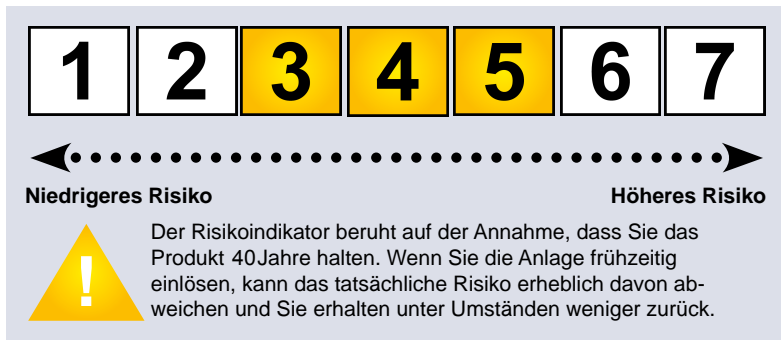 1 2 3 4 5 6 7
Niedrigeres Risiko Höheres Risiko
!
Der Risikoindikator beruht auf der Annahme, dass Sie das
Produkt 40Jahre halten. Wenn Sie die Anlage frühzeitig
einlösen, kann das tatsächliche Risiko erheblich davon ab-
weichen und Sie erhalten unter Umständen weniger zurück.